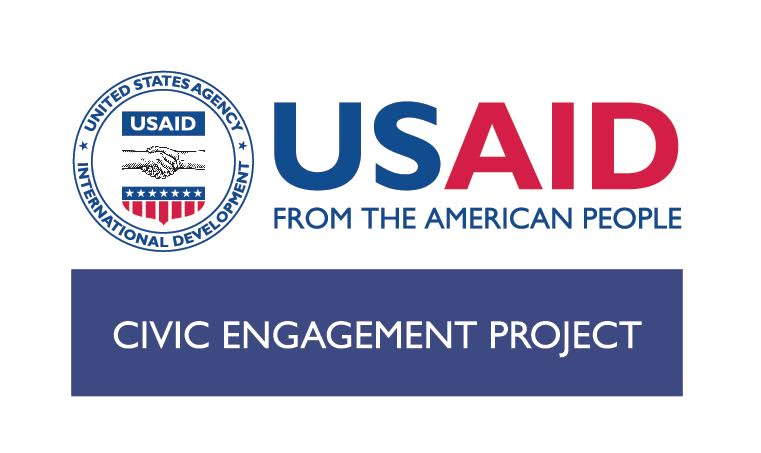 UNITED STATES AGENCY
USAID
INTERNATIONAL DEVELOPMENT
USAID
FROM THE AMERICAN PEOPLE
CIVIC ENGAGEMENT PROJECT